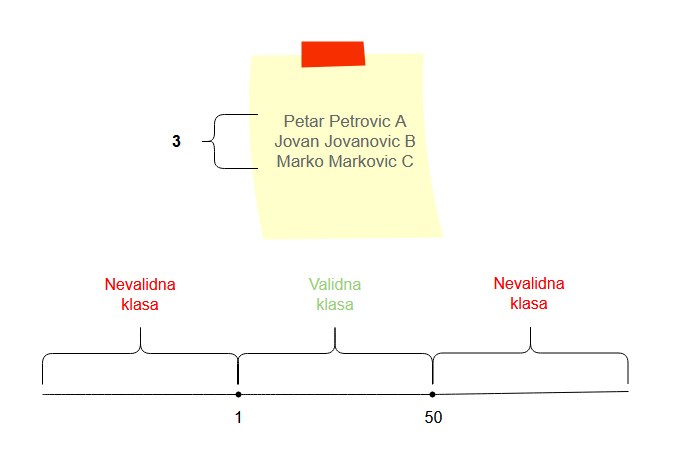 Petar Petrovic A
3
Jovan Jovanovic B
Marko Markovic C
Nevalidna
klasa
Validna
klasa
Nevalidna
klasa
1
50